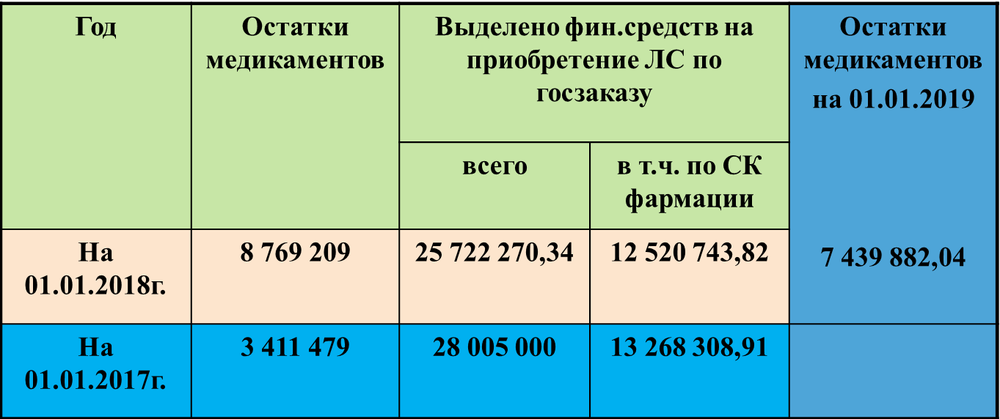 Год
Остатки
медикаментов
Выделено фин.средств на
приобретение ЛС по
госзаказу
Остатки
медикаментов
на 01.01.2019
всего
в т.ч. по СК
фармации
На
01.01.2018г.
8 769 209
25 722 270,34
12 520 743,82
7 439 882,04
На
01.01.2017г.
3 411 479
28 005 000
13 268 308,91